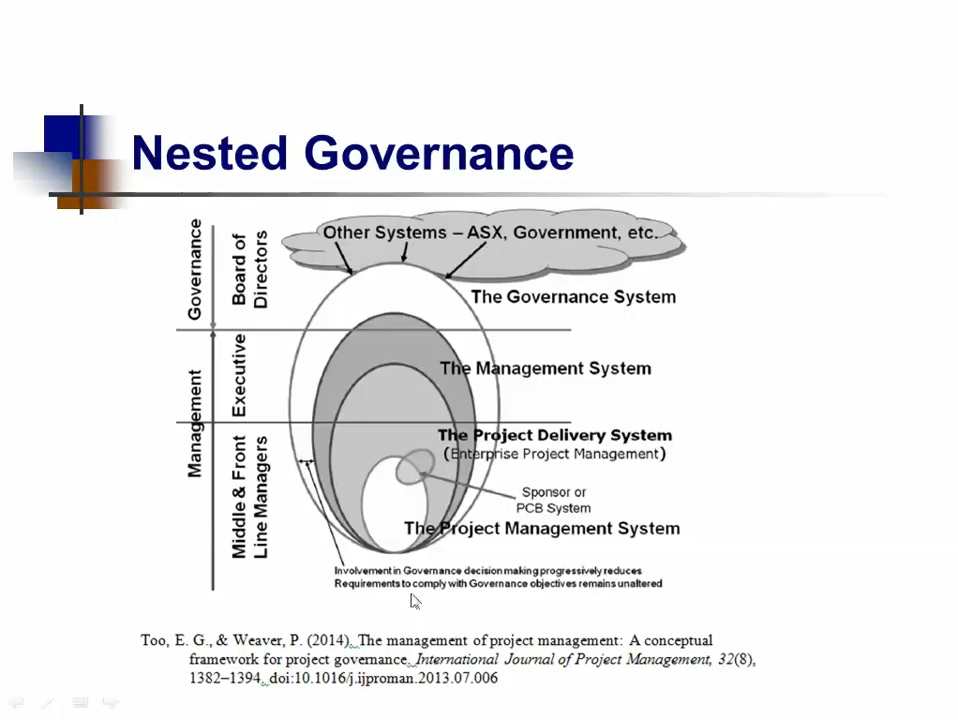 Nested Governance
Governance
Board of
Directors
Other Systems – ASX, Government, etc.
The Governance System
Management
Executive
The Management System
Middle & Front
Line Managers
The Project Delivery System
(Enterprise Project Management)
Sponsor or
PCB System
The Project Management System
Involvement in Governance decision making progressively reduces
Requirements to comply with Governance objectives remains unaltered
Too, E. G., & Weaver, P. (2014). The management of project management: A conceptual
framework for project governance. International Journal of Project Management, 32(8),
1382–1394. doi:10.1016/j.ijproman.2013.07.006